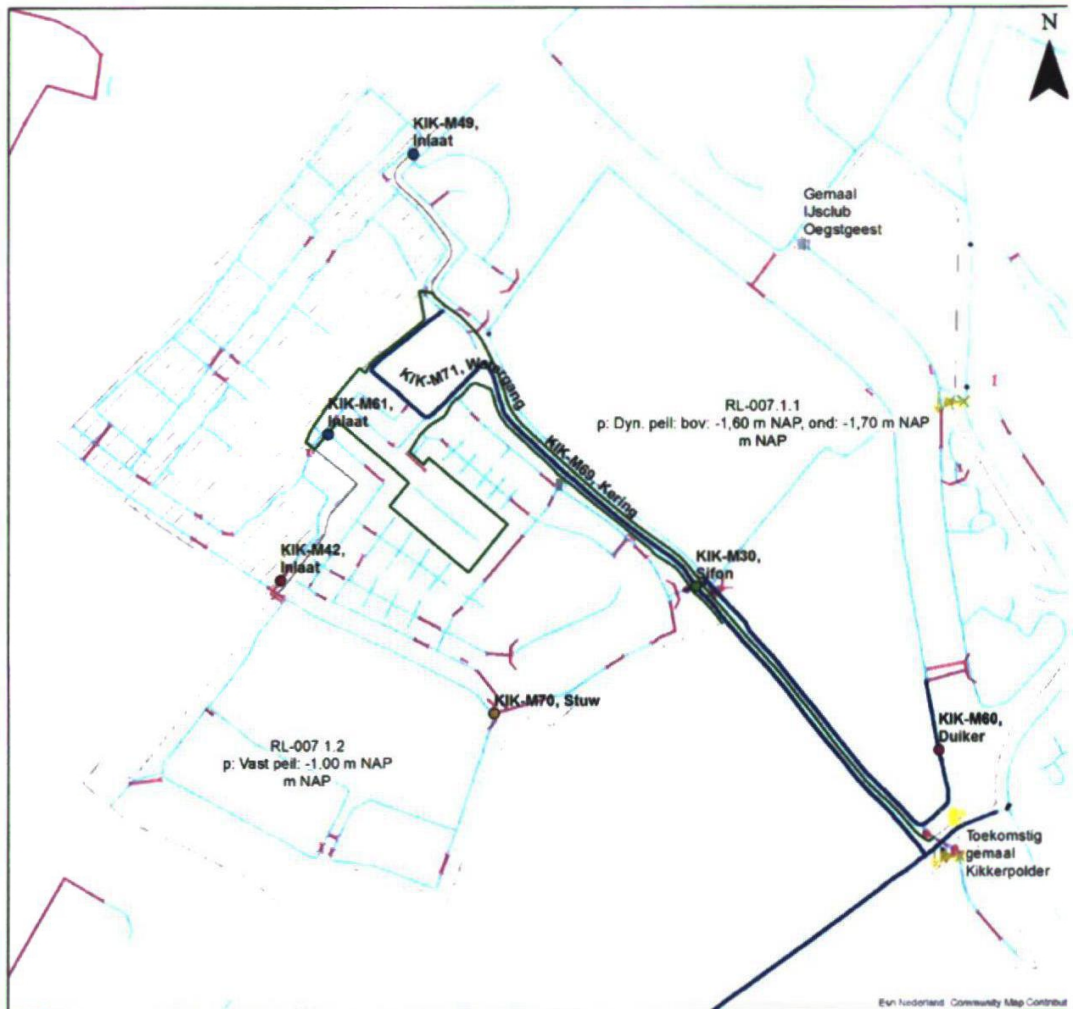 N
KIK-M49,
Inlaat
Gemaal
IJsclub
Oegstgeest
KIK-M71, Watergang
KIK-M61,
Inlaat
RL-007.1.1
p: Dyn. peil: bov: -1,60 m NAP, ond: -1,70 m NAP
m NAP
KIK-M69, Kering
KIK-M42,
Inlaat
KIK-M30,
Sifon
KIK-M70, Stuw
KIK-M60,
Duiker
RL-007 1.2
p: Vast peil: -1.00 m NAP
m NAP
Toekomstig
gemaal
Kikkerpolder
Esri Nederland, Community Map Contribut